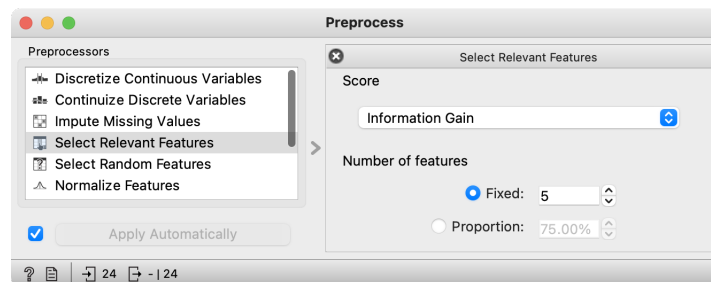 Preprocess
Preprocessors
Discretize Continuous Variables
Continuize Discrete Variables
Impute Missing Values
Select Relevant Features
Select Random Features
Normalize Features
Apply Automatically
Select Relevant Features
Score
Information Gain
Number of features
Fixed: 5
Proportion: 75.00%
? 24 - | 24